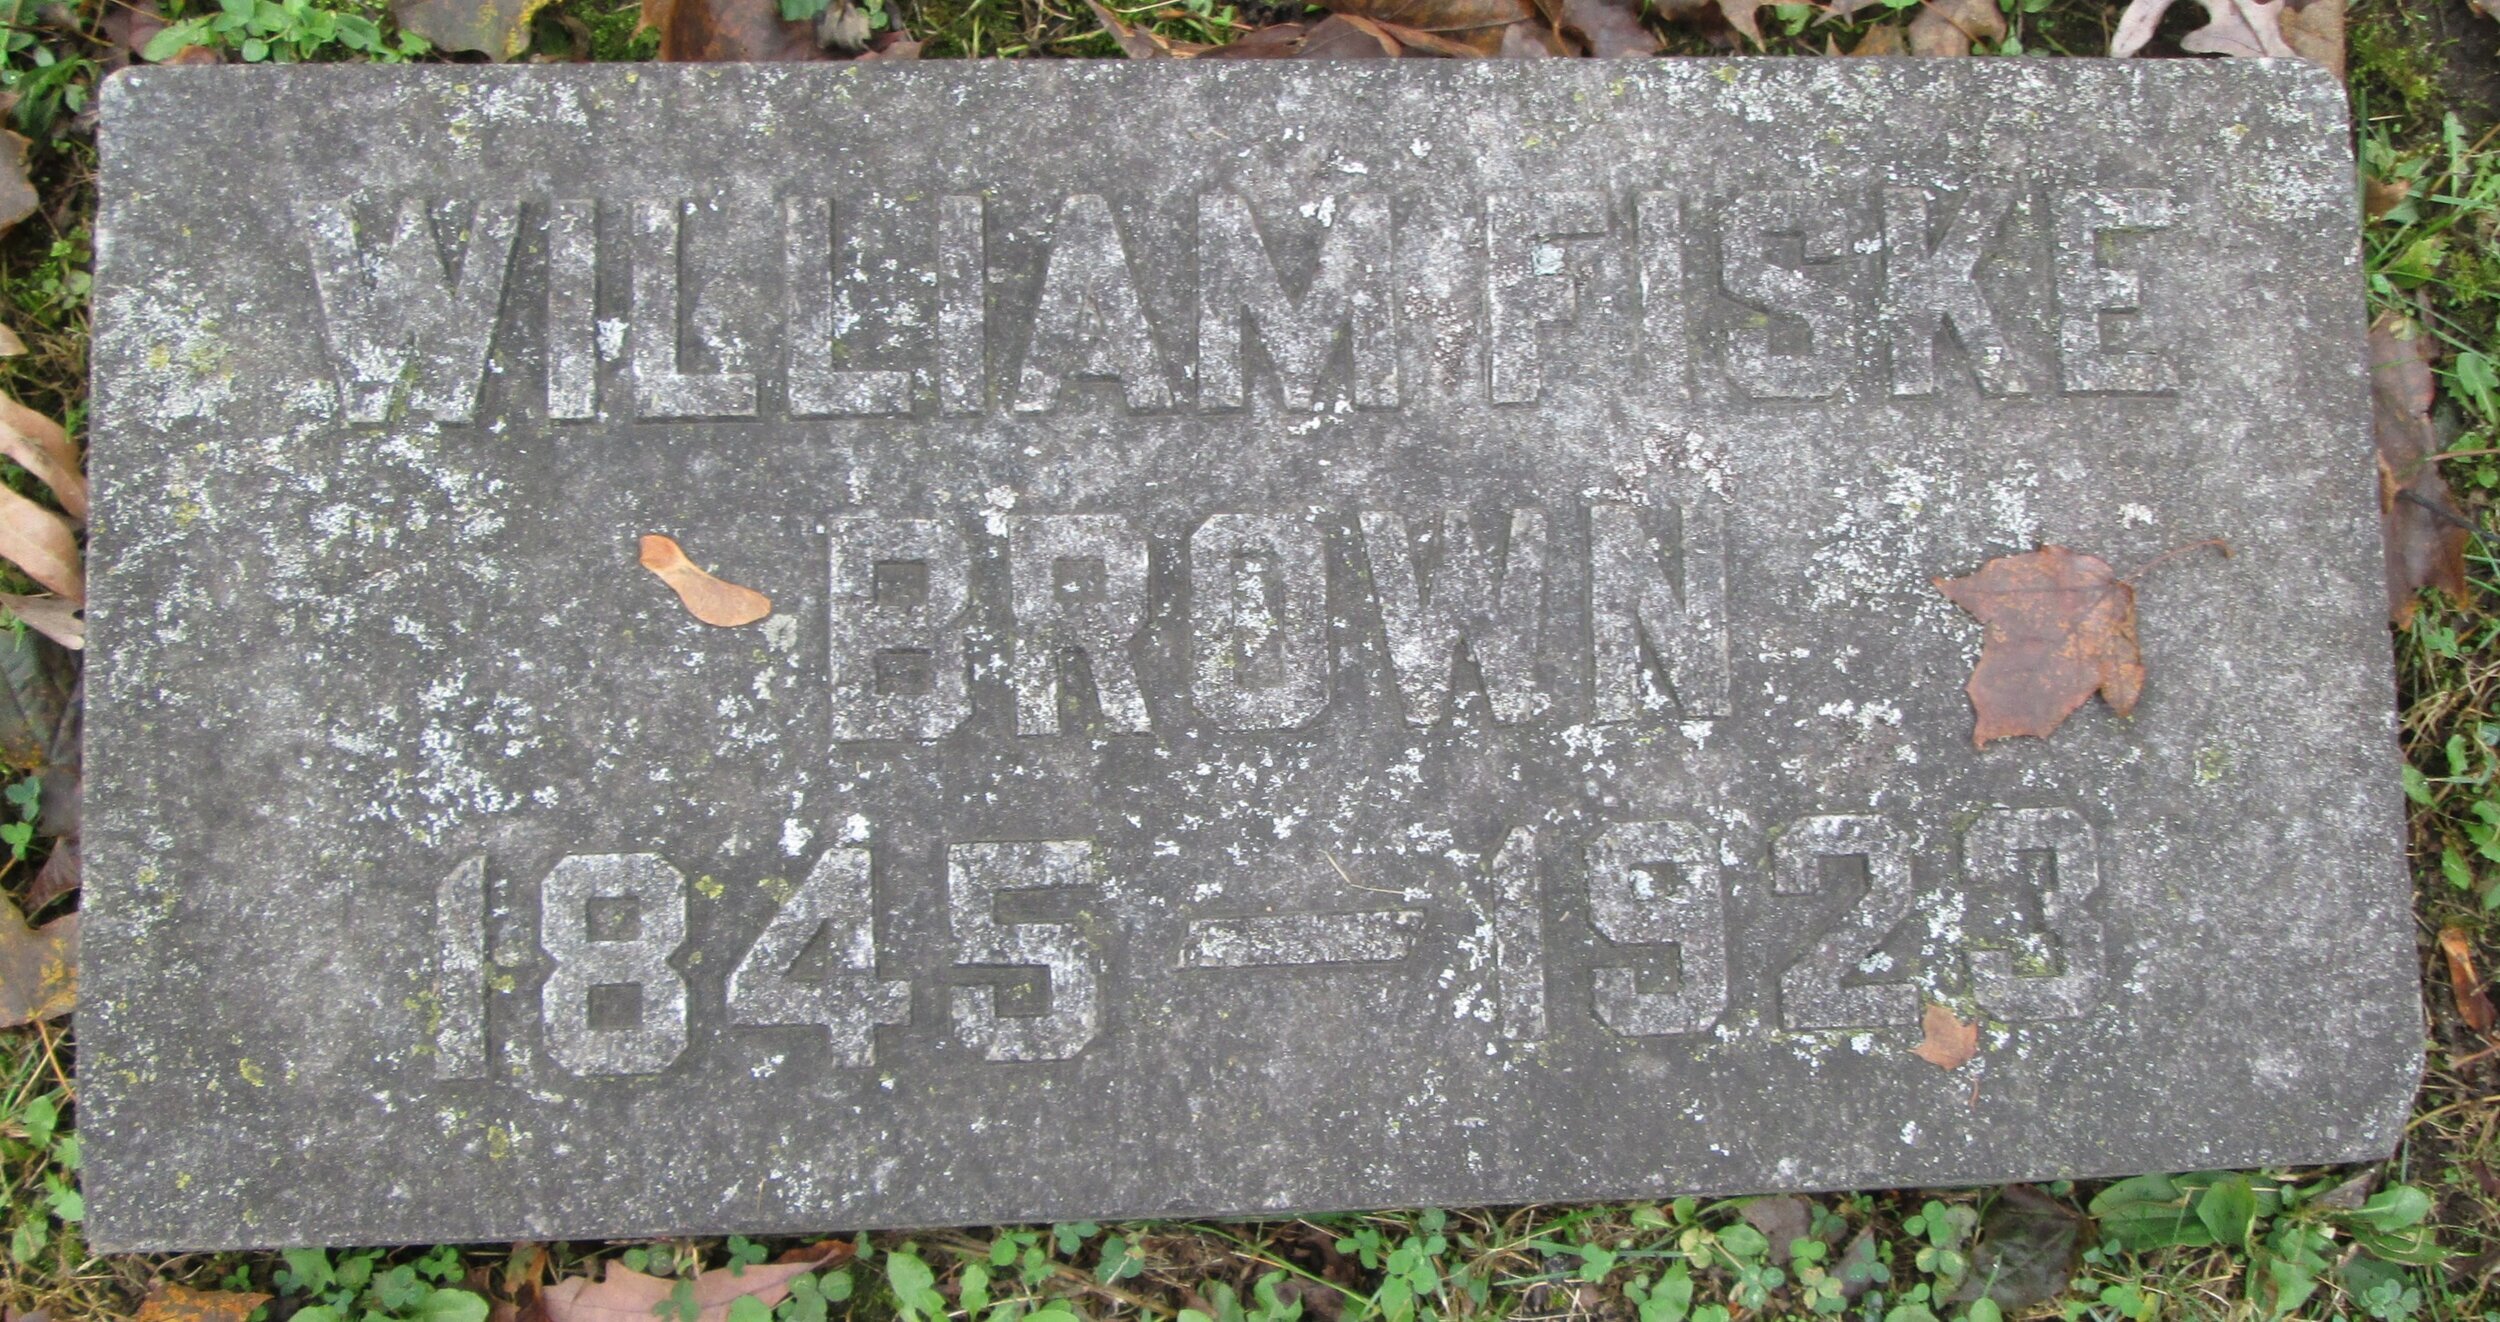 WILLIAM FISKE
BROWN
1845 — 1923